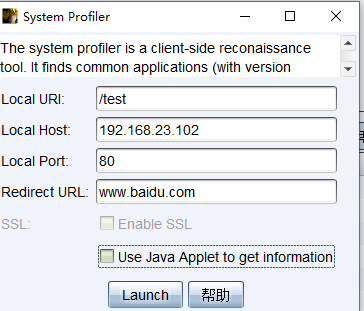 System Profiler
The system profiler is a client-side reconaissance
tool. It finds common applications (with version
Local URI:
/test
Local Host:
192.168.23.102
Local Port:
80
Redirect URL:
www.baidu.com
SSL:
Enable SSL
Use Java Applet to get information
Launch
帮助